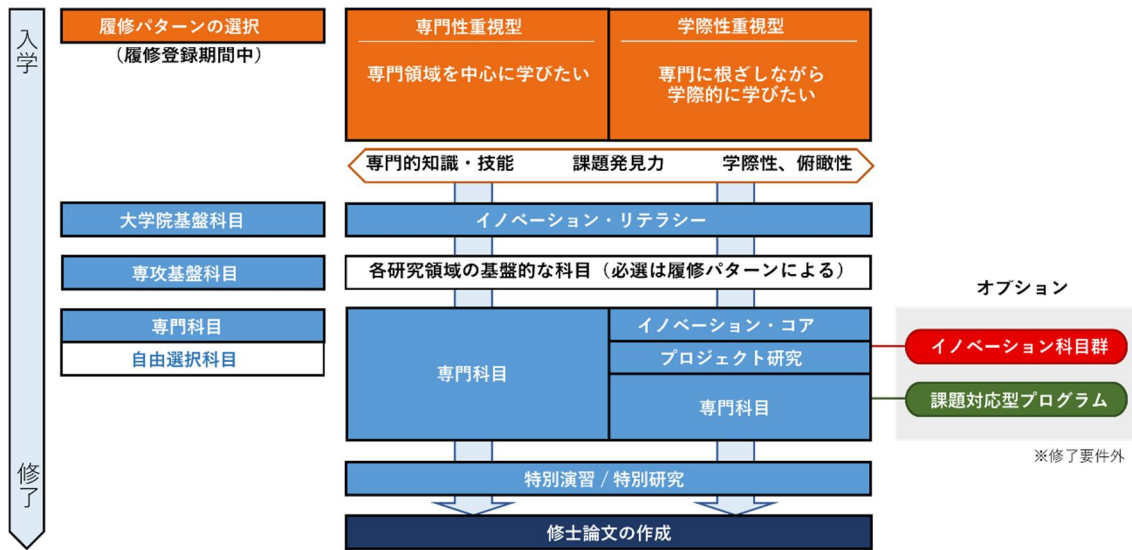 入学
履修パターンの選択
（履修登録期間中）
専門性重視型
専門領域を中心に学びたい
学際性重視型
専門に根ざしながら
学際的に学びたい
専門的知識・技能
課題発見力
学際性、俯瞰性
大学院基盤科目
イノベーション・リテラシー
専攻基盤科目
各研究領域の基盤的な科目（必選は履修パターンによる）
専門科目
自由選択科目
専門科目
イノベーション・コア
プロジェクト研究
専門科目
オプション
イノベーション科目群
課題対応型プログラム
※修了要件外
特別演習 / 特別研究
修士論文の作成
修了